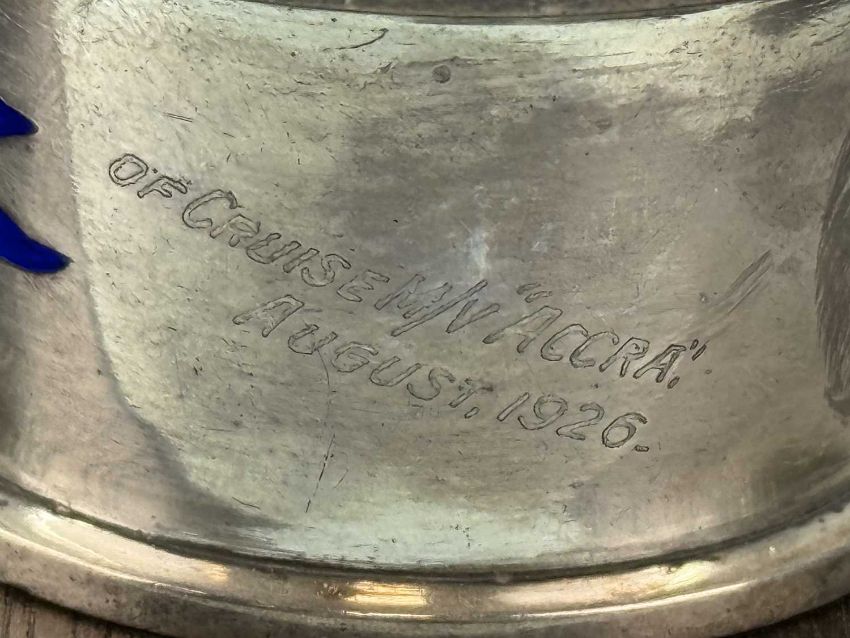 OF CRUISE M/V "ACCRA".
AUGUST, 1926.